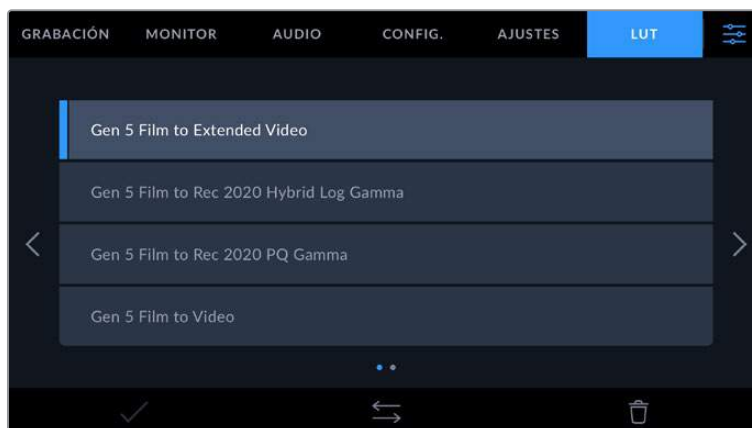 GRABACIÓN MONITOR AUDIO CONFIG. AJUSTES LUT
Gen 5 Film to Extended Video
Gen 5 Film to Rec 2020 Hybrid Log Gamma
Gen 5 Film to Rec 2020 PQ Gamma
Gen 5 Film to Video